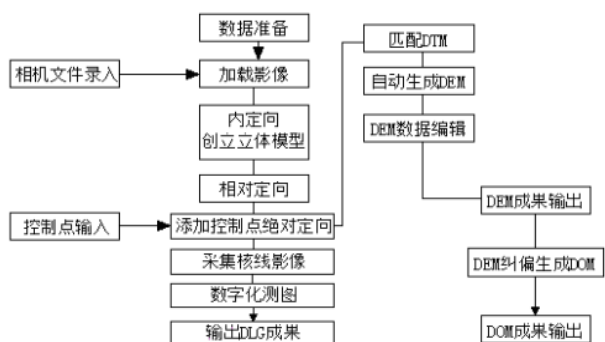 数据准备
相机文件录入
加载影像
内定向
创立立体模型
相对定向
控制点输入
添加控制点绝对定向
采集核线影像
数字化测图
输出DLG成果
匹配DTM
自动生成DEM
DEM数据编辑
DEM成果输出
DEM纠偏生成DOM
DOM成果输出